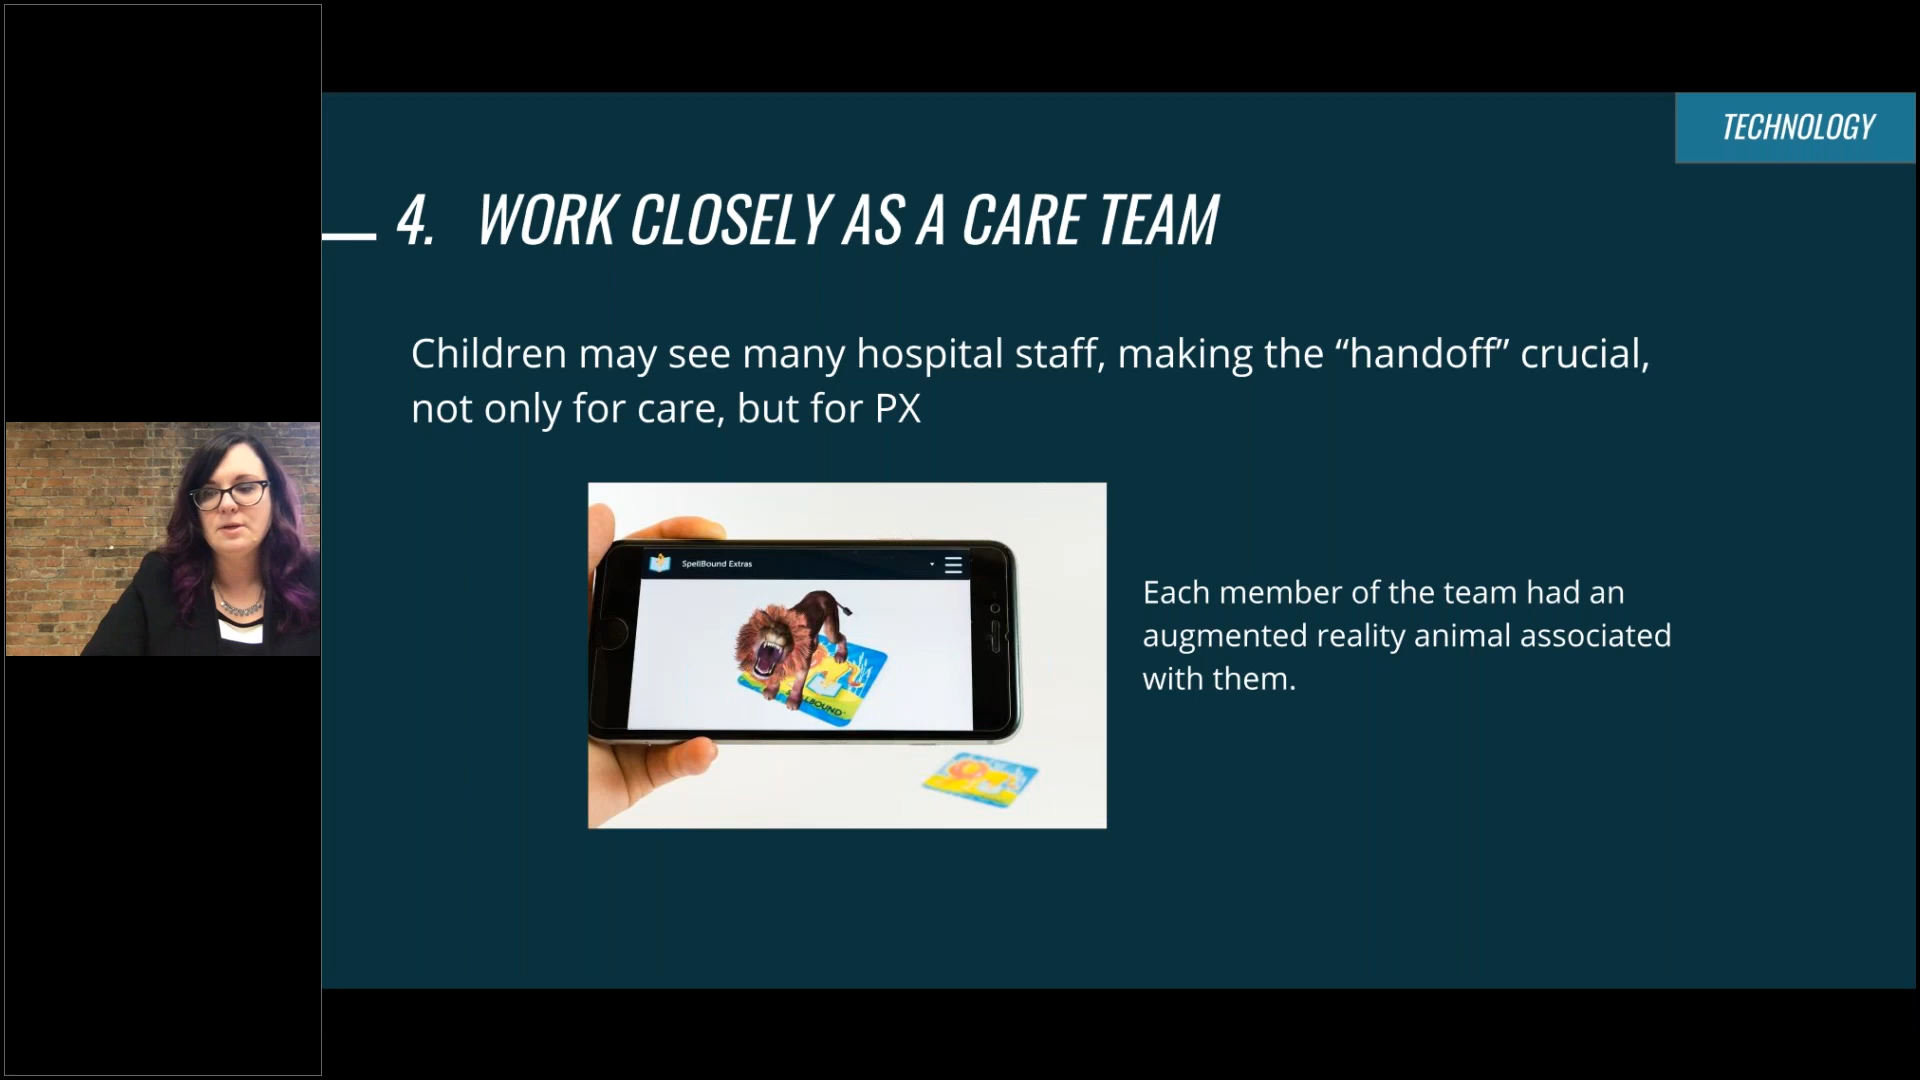 TECHNOLOGY
4. WORK CLOSELY AS A CARE TEAM
Children may see many hospital staff, making the “handoff” crucial,
not only for care, but for PX
SpellBound Extras
LBOUND
Each member of the team had an
augmented reality animal associated
with them.